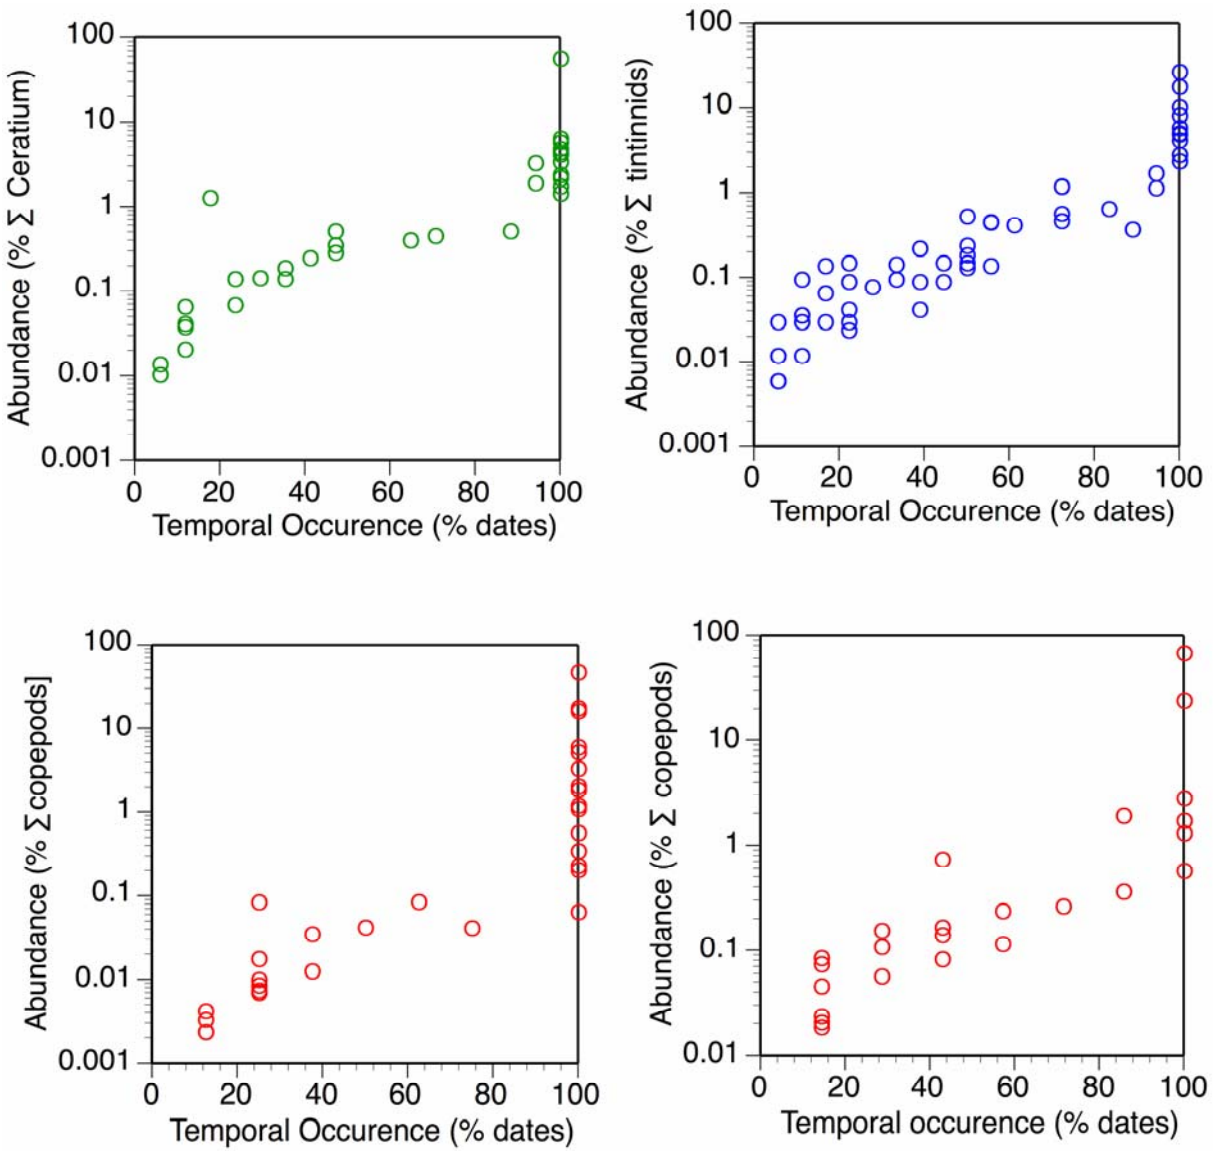 100
10
1
0.1
0.01
0.001
Abundance (% Σ Ceratium)
0 20 40 60 80 100
Temporal Occurence (% dates)
100
10
1
0.1
0.01
0.001
Abundance (% Σ tintinnids)
0 20 40 60 80 100
Temporal Occurence (% dates)
100
10
1
0.1
0.01
0.001
Abundance (% Σ copepods]
0 20 40 60 80 100
Temporal Occurence (% dates)
100
10
1
0.1
0.01
Abundance (% Σ copepods)
0 20 40 60 80 100
Temporal occurence (% dates)